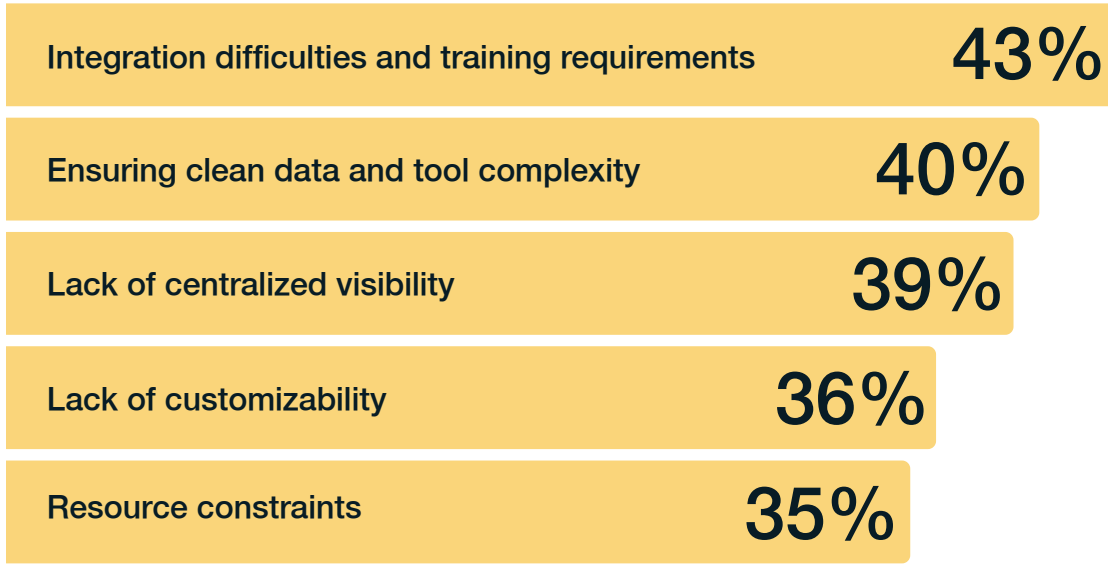 Integration difficulties and training requirements 43%
Ensuring clean data and tool complexity 40%
Lack of centralized visibility 39%
Lack of customizability 36%
Resource constraints 35%